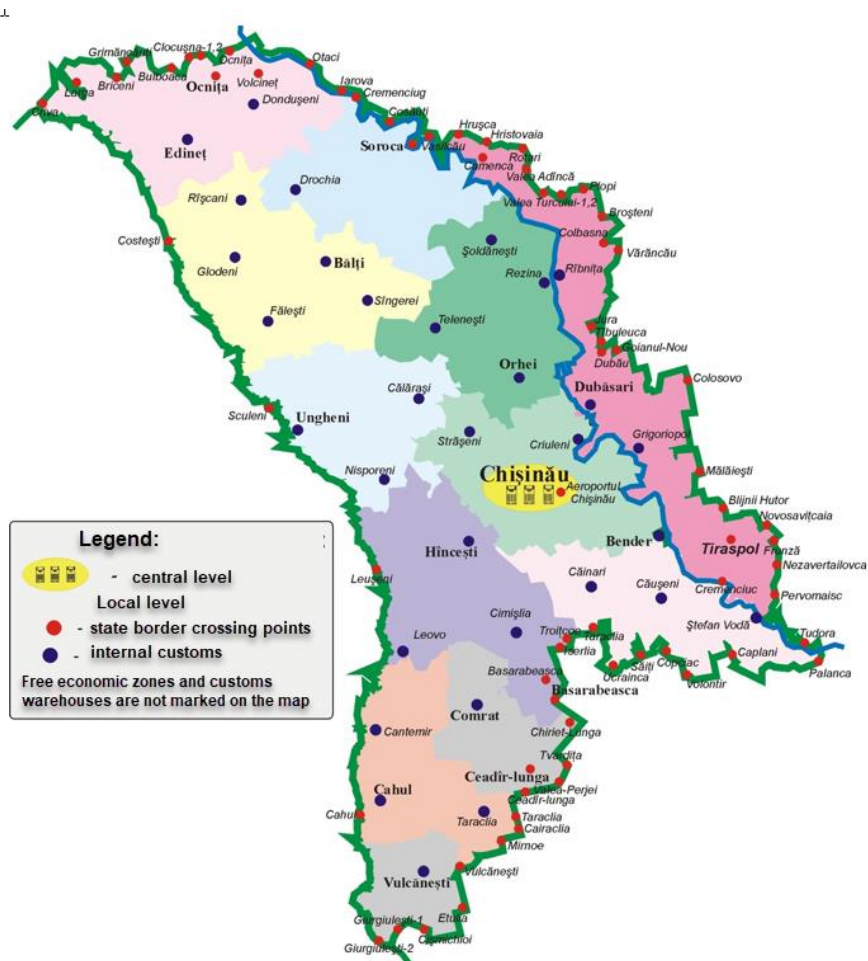 Grimăncăuți
Clocușna-1,2
Ocnița
Otaci
Larga
Briceni
Bulboaca
Ocnița
Volcineț
Iarova
Cremenciug
Criva
Dondușeni
Cosăuți
Edineț
Soroca
Vasilcău
Hrușca
Hristovaia
Camenca
Rotari
Valea Adîncă
Drochia
Valea Turcului-1,2
Plopi
Rîșcani
Broșteni
Costești
Șoldănești
Colbasna
Vărăncău
Glodeni
Bălți
Rezina
Rîbnița
Sîngerei
Fălești
Telenești
Jura
Țîbuleuca
Goianul-Nou
Dubău
Orhei
Călărași
Dubăsari
Colosovo
Sculeni
Ungheni
Strășeni
Criuleni
Grigoriopol
Nisporeni
Chișinău
Aeroportul
Chișinău
Mălăiești
Blijnii Hutor
Novosavițcaia
Hîncești
Bender
Tiraspol
Frunză
Nezavertailovca
Leușeni
Căinari
Căușeni
Cremenciuc
Pervomaisc
Cimișlia
Ștefan Vodă
Leovo
Troițcoe
Taraclia
Iserlia
Tudora
Basarabeasca
Ucrainca
Săiți
Copceac
Caplani
Volontir
Palanca
Basarabeasca
Cantemir
Comrat
Chiriet-Lunga
Tvardița
Ceadîr-lunga
Valea-Perjei
Ceadîr-lunga
Cahul
Cahul
Taraclia
Taraclia
Cairaclia
Mirnoe
Vulcănești
Vulcănești
Etulia
Giurgiulești-1
Cișmichioi
Giurgiulești-2
Legend:
- central level
Local level
- state border crossing points
- internal customs
Free economic zones and customs
warehouses are not marked on the map